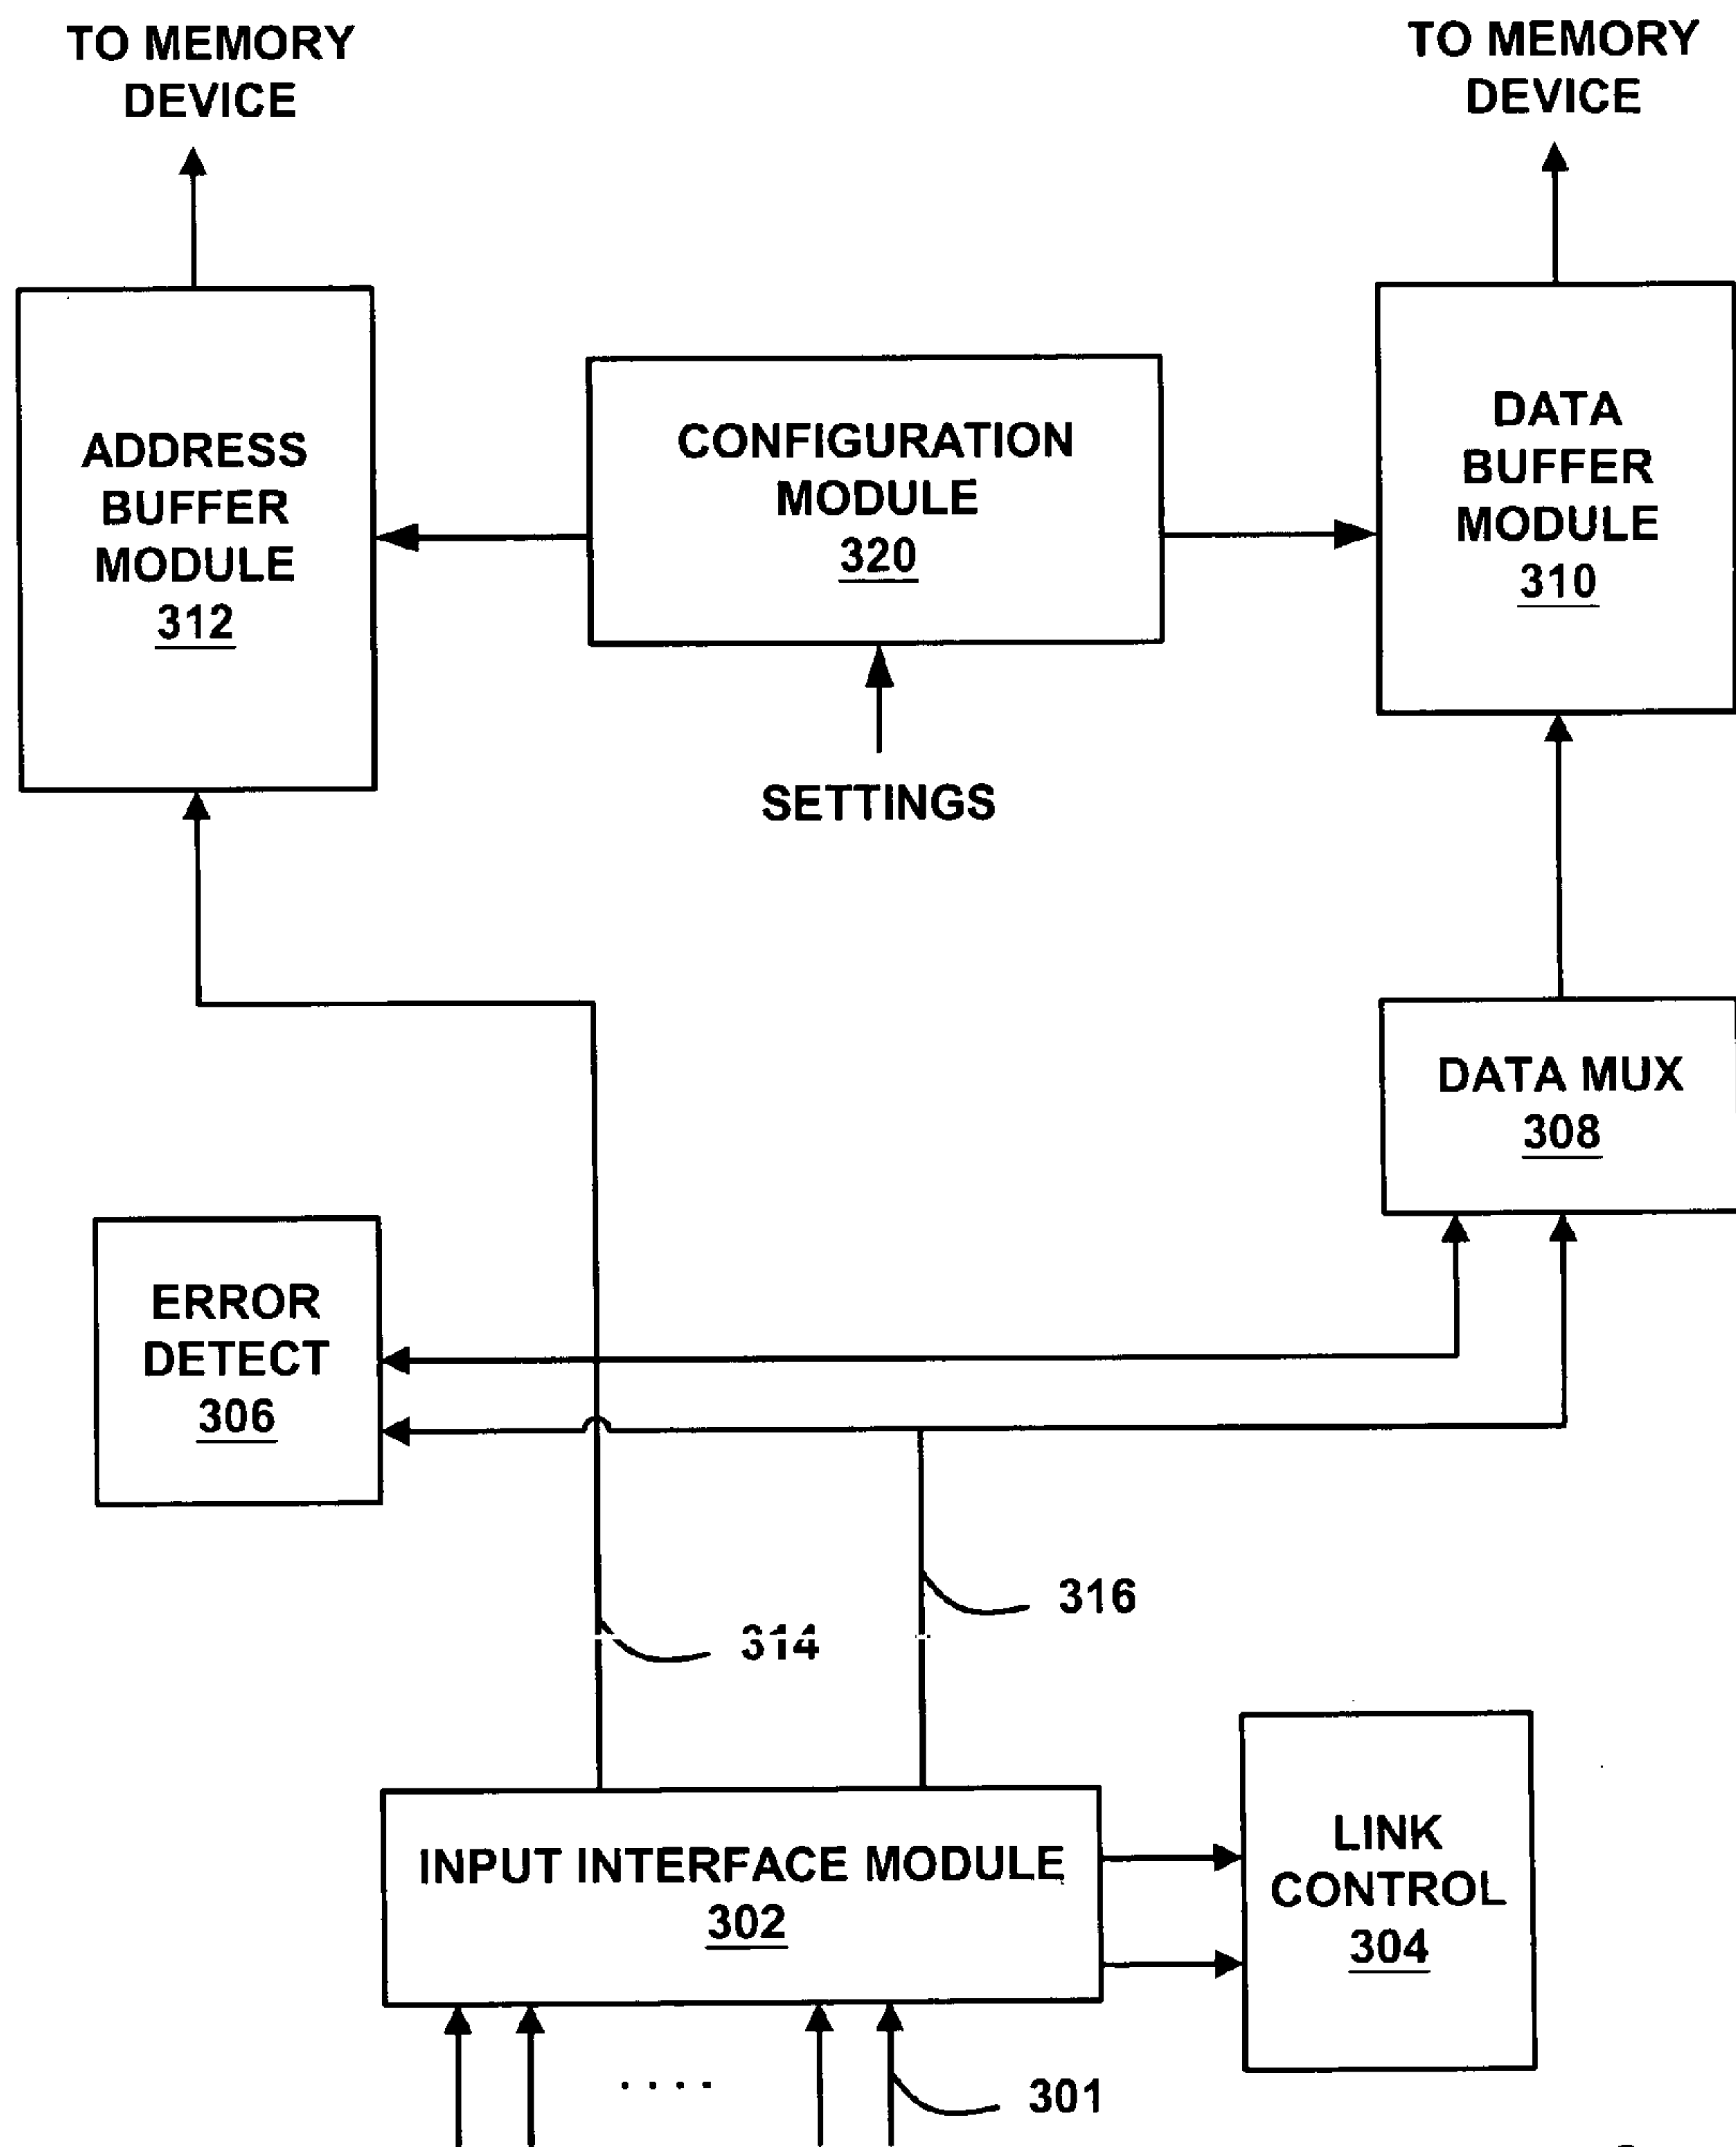 TO MEMORY
DEVICE
TO MEMORY
DEVICE
ADDRESS
BUFFER
MODULE
312
CONFIGURATION
MODULE
320
DATA
BUFFER
MODULE
310
SETTINGS
DATA MUX
308
ERROR
DETECT
306
316
314
INPUT INTERFACE MODULE
302
LINK
CONTROL
304
. . . .
301